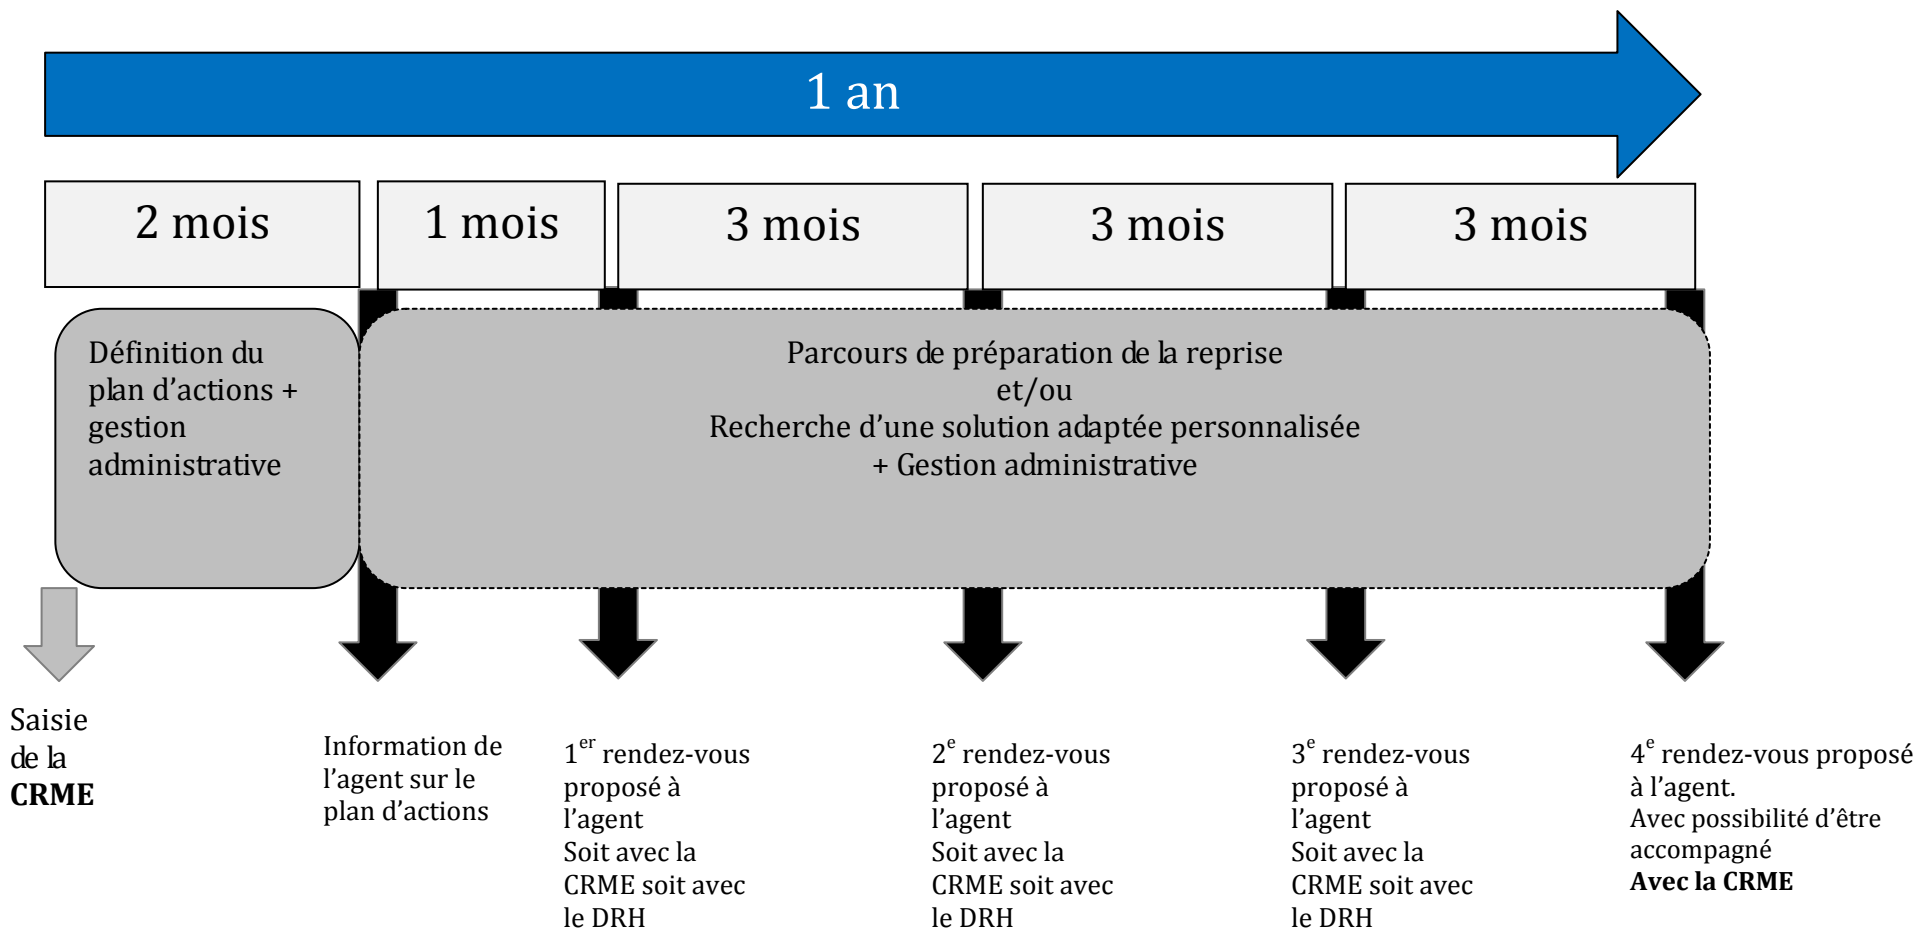 1 an
2 mois
1 mois
3 mois
3 mois
3 mois
Définition du
plan d’actions +
gestion
administrative
Parcours de préparation de la reprise
et/ou
Recherche d’une solution adaptée personnalisée
+ Gestion administrative
Saisie
de la
CRME
Information de
l’agent sur le
plan d’actions
1er rendez-vous
proposé à
l’agent
Soit avec la
CRME soit avec
le DRH
2e rendez-vous
proposé à
l’agent
Soit avec la
CRME soit avec
le DRH
3e rendez-vous
proposé à
l’agent
Soit avec la
CRME soit avec
le DRH
4e rendez-vous proposé
à l’agent.
Avec possibilité d’être
accompagné
Avec la CRME